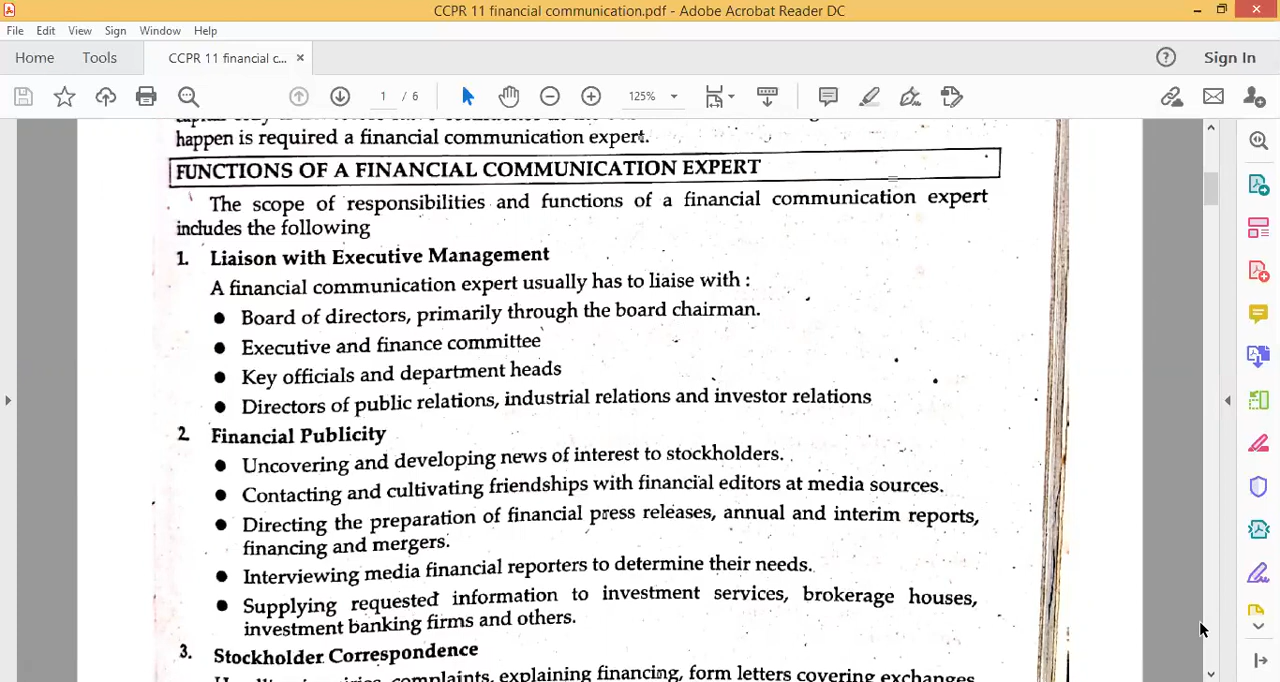 CCPR 11 financial communication.pdf - Adobe Acrobat Reader DC
File Edit View Sign Window Help
Home Tools CCPR 11 financial c... × Sign In
1 / 6 125%
happen is required a financial communication expert.
FUNCTIONS OF A FINANCIAL COMMUNICATION EXPERT
The scope of responsibilities and functions of a financial communication expert
includes the following
1. Liaison with Executive Management
A financial communication expert usually has to liaise with :
● Board of directors, primarily through the board chairman.
● Executive and finance committee
● Key officials and department heads
● Directors of public relations, industrial relations and investor relations
2. Financial Publicity
● Uncovering and developing news of interest to stockholders.
● Contacting and cultivating friendships with financial editors at media sources.
● Directing the preparation of financial press releases, annual and interim reports,
financing and mergers.
● Interviewing media financial reporters to determine their needs.
● Supplying requested information to investment services, brokerage houses,
investment banking firms and others.
3. Stockholder Correspondence
complaints, explaining financing, form letters covering exchanges